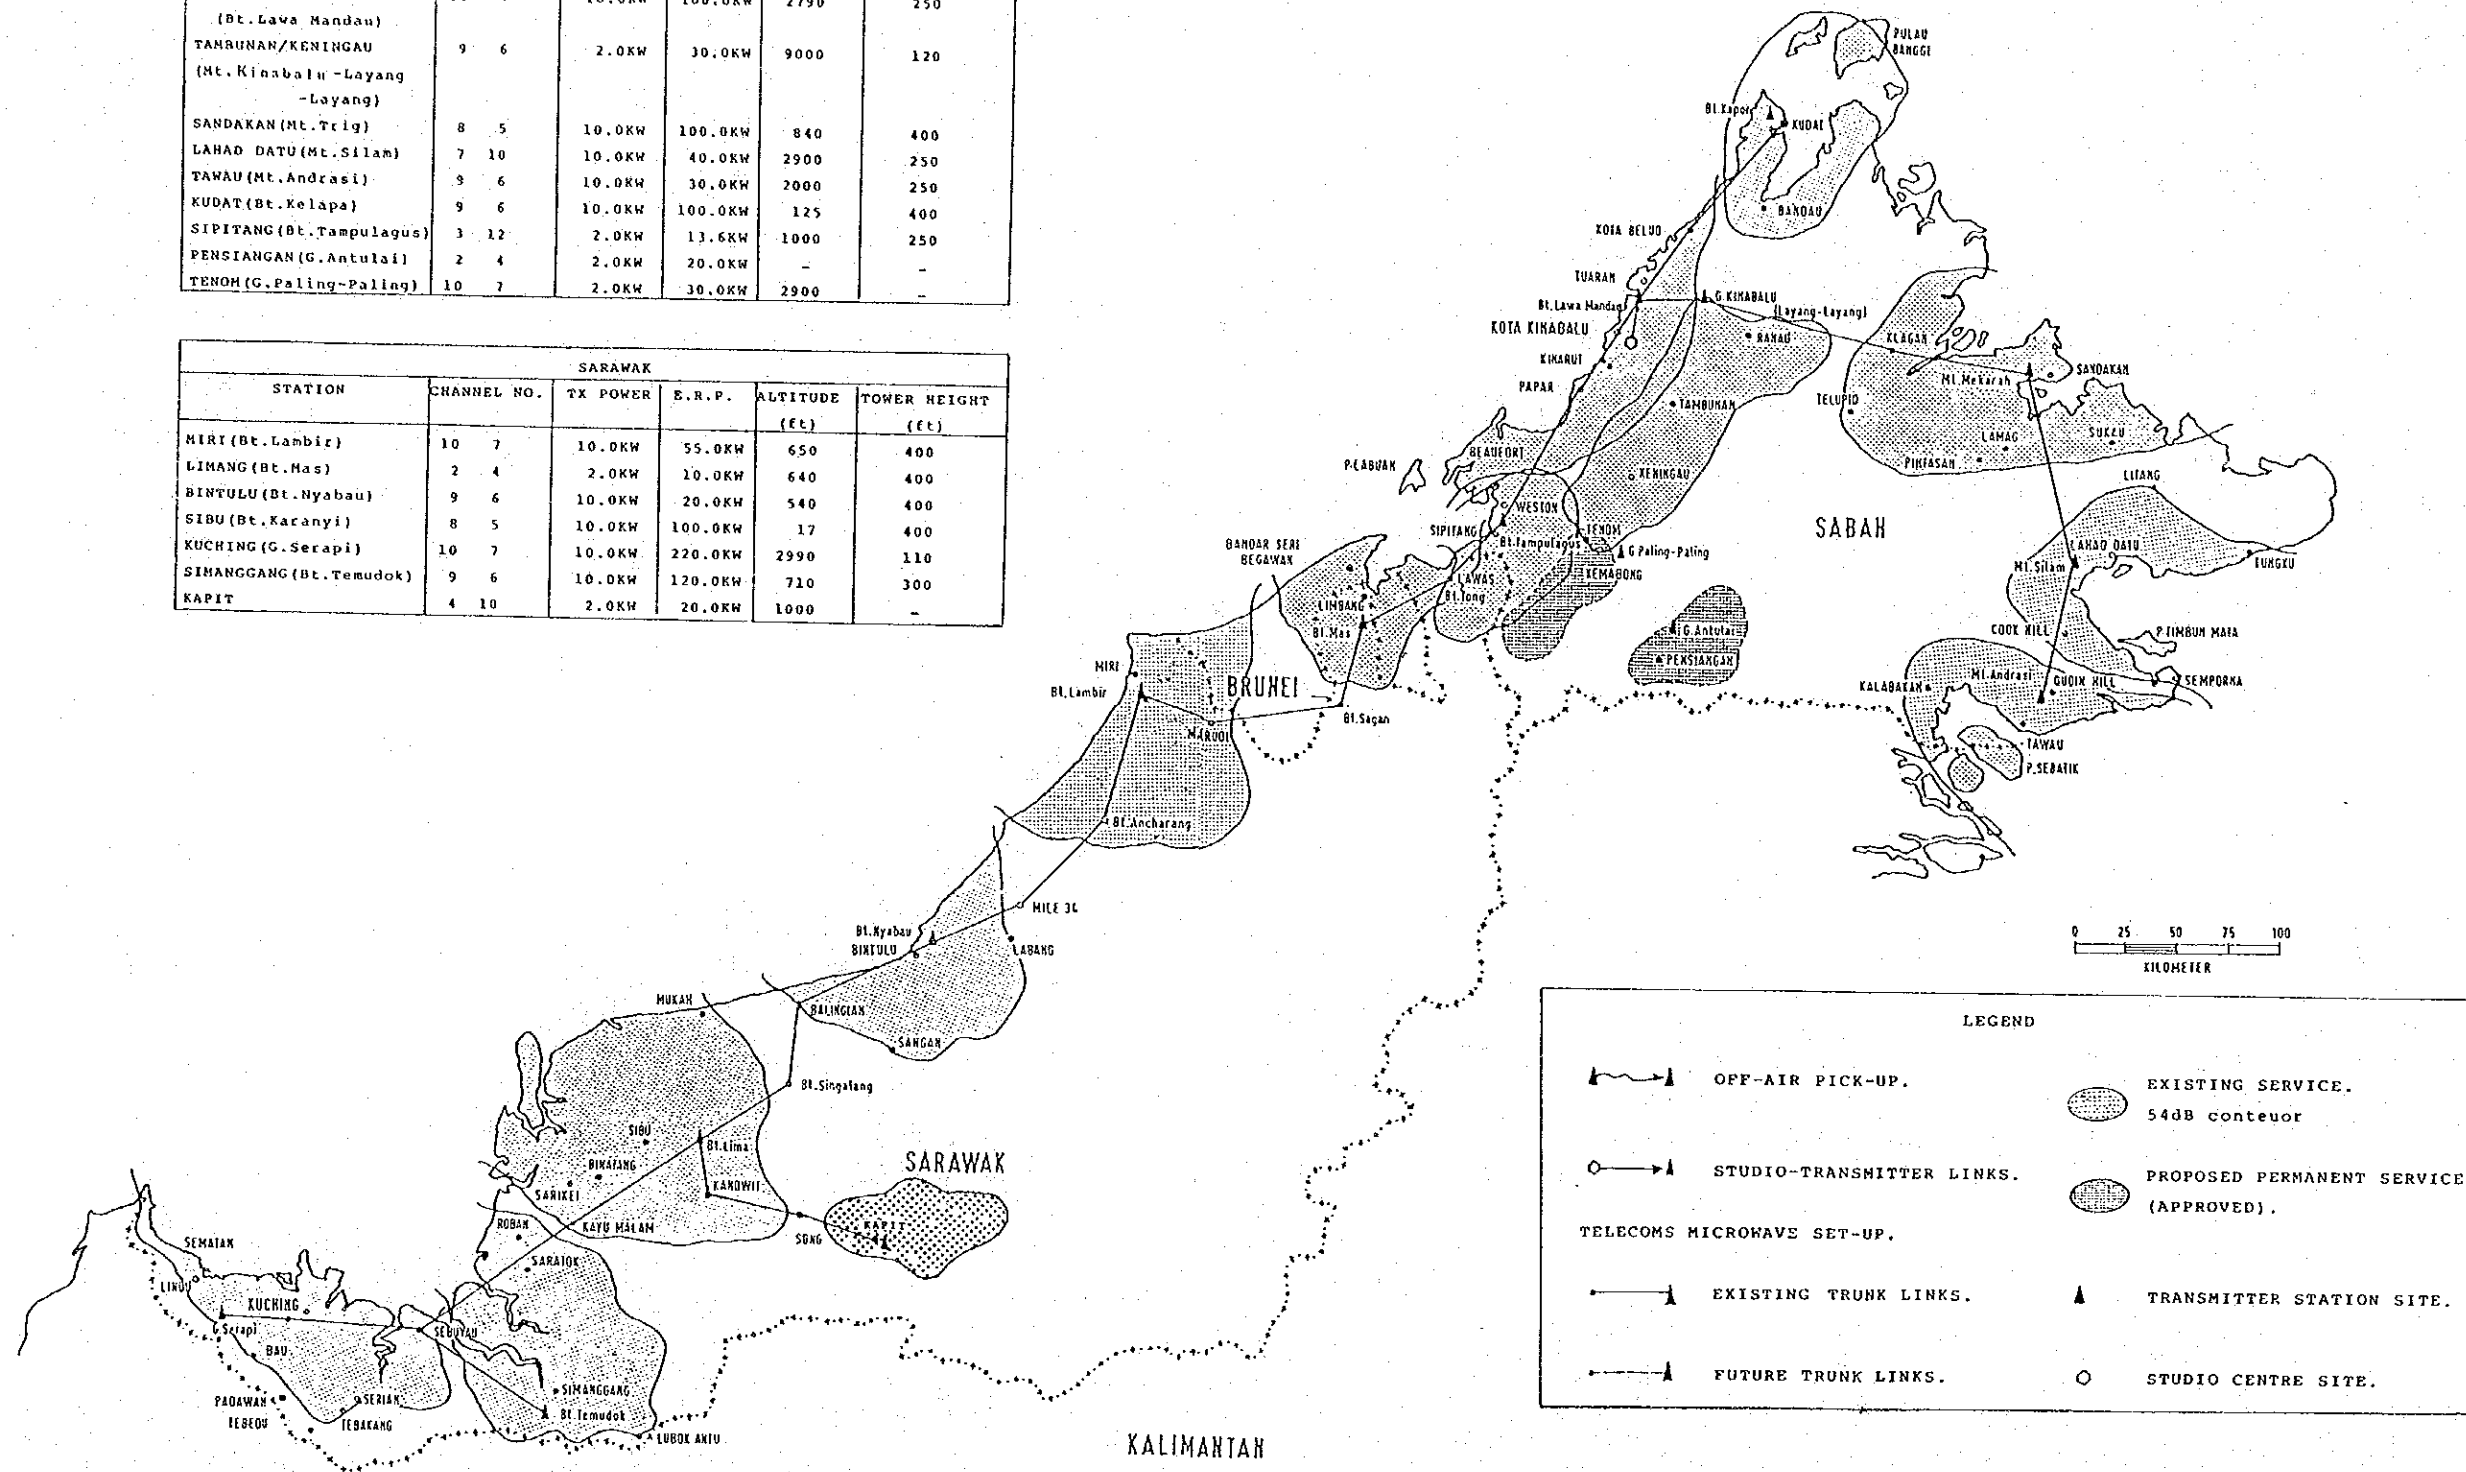 (Bt.Lawa Mandau) 2790 250
TAMBUNAN/KENINGAU 9 6 2.0KW 30.0KW 9000 120
(Mt.Kinabalu-Layang
-Layang)
SANDAKAN(Mt.Trig) 8 5 10.0KW 100.0KW 840 400
LAHAD DATU(Mt.Silam) 7 10 10.0KW 40.0KW 2900 250
TAWAU(Mt.Andrasi) 9 6 10.0KW 30.0KW 2000 250
KUDAT(Bt.Kelapa) 9 6 10.0KW 100.0KW 125 400
SIPITANG(Bt.Tampulagus) 3 12 2.0KW 13.6KW 1000 250
PENSIANGAN(G.Antulai) 2 4 2.0KW 20.0KW - -
TENOM(G.Paling-Paling) 10 7 2.0KW 30.0KW 2900 -
SARAWAK
STATION CHANNEL NO. TX POWER E.R.P. ALTITUDE TOWER HEIGHT
(ft) (ft)
MIRI(Bt.Lambir) 10 7 10.0KW 55.0KW 650 400
LIMANG(Bt.Mas) 2 4 2.0KW 10.0KW 640 400
BINTULU(Bt.Nyabau) 9 6 10.0KW 20.0KW 540 400
SIBU(Bt.Karanyi) 8 5 10.0KW 100.0KW 17 400
KUCHING(G.Serapi) 10 7 10.0KW 220.0KW 2990 110
SIMANGGANG(Bt.Temudok) 9 6 10.0KW 120.0KW 710 300
KAPIT 4 10 2.0KW 20.0KW 1000 -
PULAU
BANGGI
Bt.Kapor
KUDAT
BANDAU
KOTA BELUD
TUARAN
Bt.Lawa Mandau
G.KINABALU
(Layang-Layang)
KOTA KINABALU
RANAU
KLAGAN
KINARUT
SANDAKAN
Mt.Mekarah
PAPAR
TAMBUNAN
TELUPID
LAMAG
SUKAU
BEAUFORT
P.LABUAN
PINTASAN
KENINGAU
LITANG
WESTON
SABAH
SIPITANG
TENOM
Bt.Tampulagus
G.Paling-Paling
BANDAR SERI
BEGAWAN
LAHAD DATU
Mt.Silam
TUNGKU
LAWAS
KEMABONG
Bt.Tong
LIMBANG
Bt.Mas
G.Antulai
COOK HILL
P.TIMBUN MATA
PENSIANGAN
MIRI
Bt.Lambir
BRUNEI
Mt.Andrasi
QUOIN HILL
SEMPORNA
KALABAKAN
Bt.Sagan
MARUDI
TAWAU
P.SEBATIK
Bt.Ancharang
MILE 36
Bt.Nyabau
BINTULU
LABANG
0 25 50 75 100
KILOMETER
MUKAH
BALINGIAN
SANGAN
Bt.Singalang
SIBU
Bt.Lima
BINATANG
SARIKEI
KANOWIT
SARAWAK
ROBAN
KAYU MALAM
SONG
KAPIT
SEMATAN
SARATOK
LUNDU
KUCHING
G.Serapi
SEBUYAU
BAU
SIMANGGANG
PADAWAN
SERIAN
TEBEDU
TEBAKANG
Bt.Temudok
LUBOK ANTU
KALIMANTAN
LEGEND
OFF-AIR PICK-UP.
EXISTING SERVICE.
54dB conteuor
STUDIO-TRANSMITTER LINKS.
PROPOSED PERMANENT SERVICE
(APPROVED).
TELECOMS MICROWAVE SET-UP.
EXISTING TRUNK LINKS.
TRANSMITTER STATION SITE.
FUTURE TRUNK LINKS.
STUDIO CENTRE SITE.